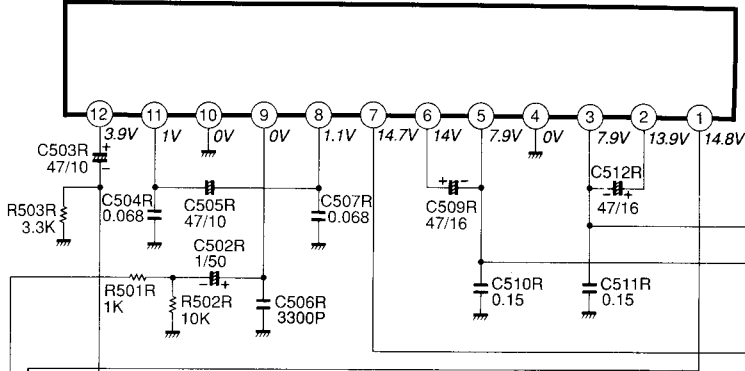 12 11 10 9 8 7 6 5 4 3 2 1
3.9V 1V 0V 0V 1.1V 14.7V 14V 7.9V 0V 7.9V 13.9V 14.8V
C503R
47/10
+
-
R503R
3.3K
C504R
0.068
C505R
47/10
C507R
0.068
+ -
C509R
47/16
C512R
- +
47/16
C502R
1/50
- +
R501R
1K
R502R
10K
C506R
3300P
C510R
0.15
C511R
0.15